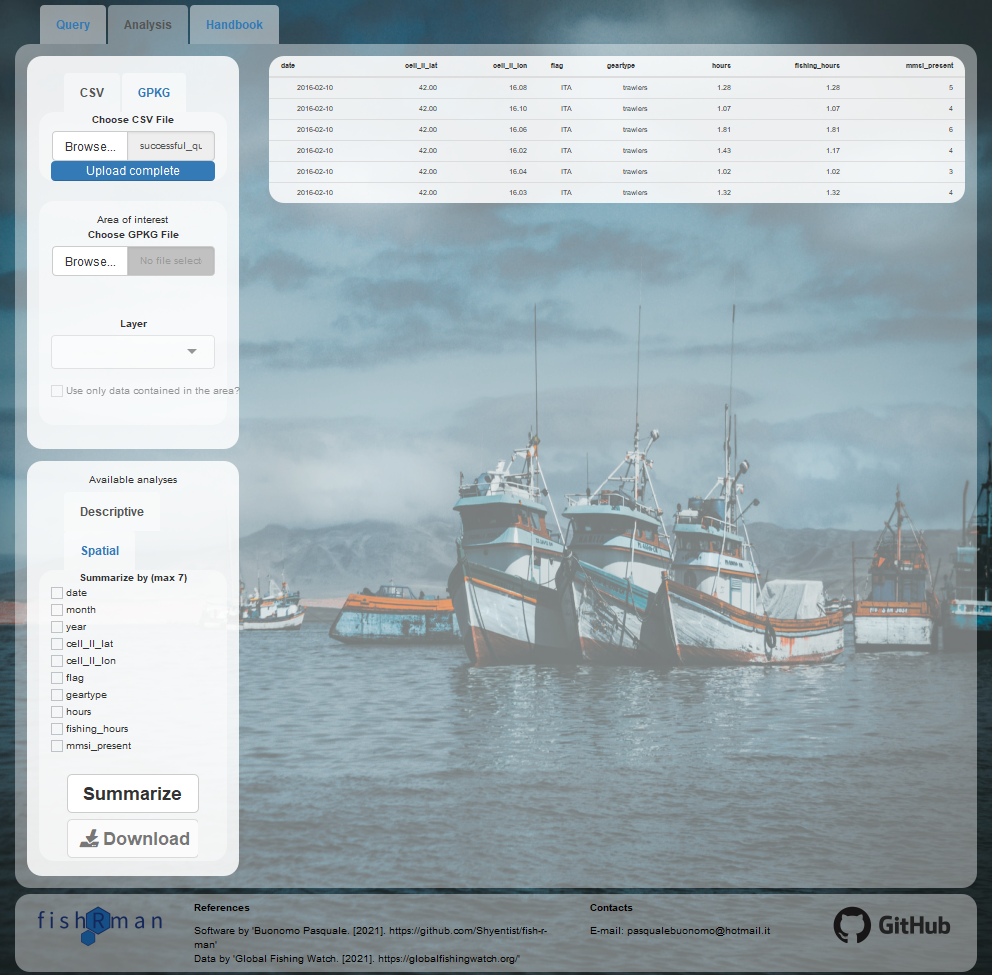 Query Analysis Handbook
CSV GPKG
Choose CSV File
Browse... successful_qu
Upload complete
Area of interest
Choose GPKG File
Browse... No file select
Layer
Use only data contained in the area?
Available analyses
Descriptive
Spatial
Summarize by (max 7)
date
month
year
cell_ll_lat
cell_ll_lon
flag
geartype
hours
fishing_hours
mmsi_present
Summarize
Download
date cell_ll_lat cell_ll_lon flag geartype hours fishing_hours mmsi_present
2016-02-10 42.00 16.08 ITA trawlers 1.28 1.28 5
2016-02-10 42.00 16.10 ITA trawlers 1.07 1.07 4
2016-02-10 42.00 16.06 ITA trawlers 1.81 1.81 6
2016-02-10 42.00 16.02 ITA trawlers 1.43 1.17 4
2016-02-10 42.00 16.04 ITA trawlers 1.02 1.02 3
2016-02-10 42.00 16.03 ITA trawlers 1.32 1.32 4
fishRman
References
Software by 'Buonomo Pasquale. [2021]. https://github.com/Shyentist/fish-r-
man'
Data by 'Global Fishing Watch. [2021]. https://globalfishingwatch.org/'
Contacts
E-mail: pasqualebuonomo@hotmail.it
GitHub